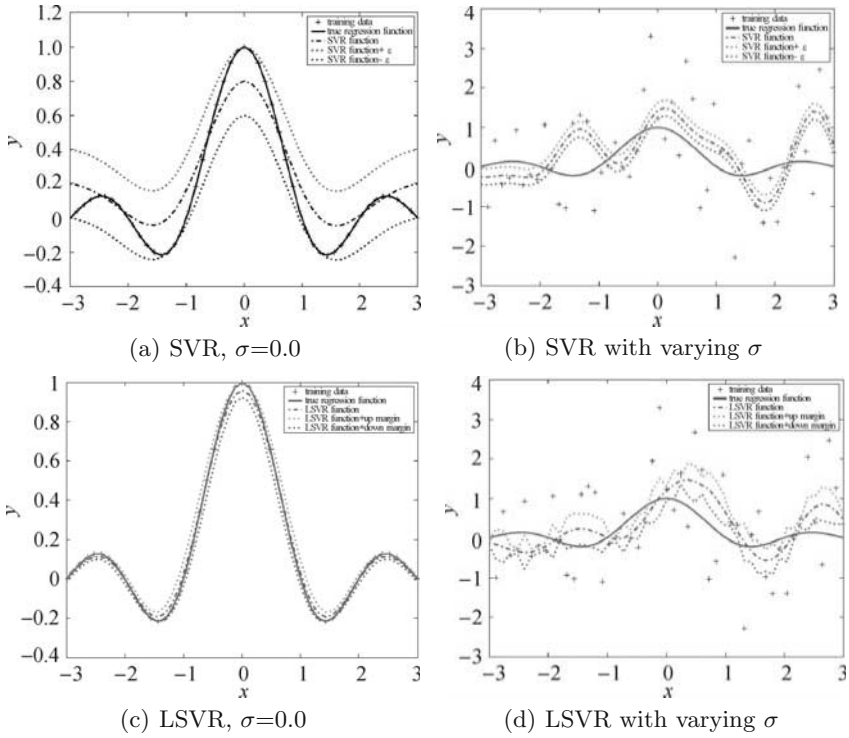 1.2
training data
true regression function
1.0
SVR function
SVR function+ ε
0.8
SVR function− ε
0.6
y
0.4
0.2
0
−0.2
−0.4
−3 −2 −1 0 1 2 3
x
(a) SVR, σ=0.0
4
training data
true regression function
3
SVR function
SVR function+ ε
SVR function− ε
2
1
y
0
−1
−2
−3
−3 −2 −1 0 1 2 3
x
(b) SVR with varying σ
1
training data
true regression function
LSVR function
0.8
LSVR function+up margin
LSVR function+down margin
0.6
0.4
y
0.2
0
−0.2
−0.4
−3 −2 −1 0 1 2 3
x
(c) LSVR, σ=0.0
4
training data
true regression function
3
LSVR function
LSVR function+up margin
LSVR function+down margin
2
1
y
0
−1
−2
−3
−3 −2 −1 0 1 2 3
x
(d) LSVR with varying σ